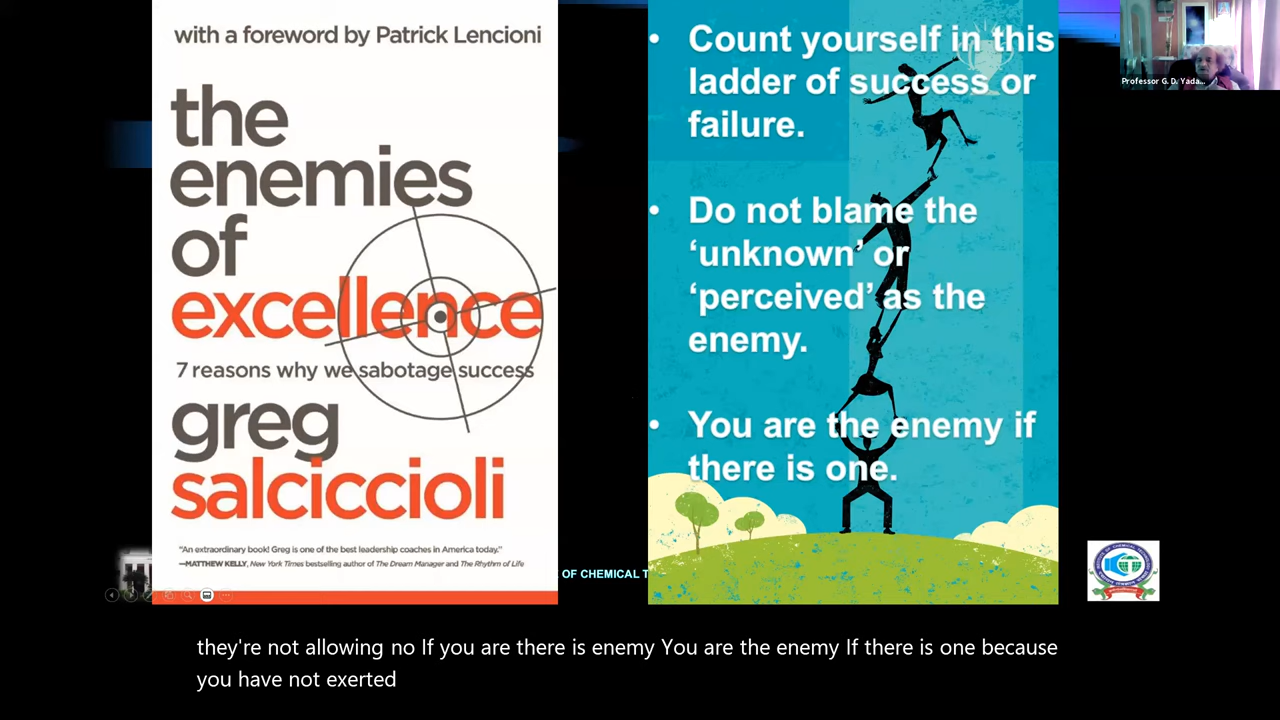 with a foreword by Patrick Lencioni
the
enemies
of
excellence
7 reasons why we sabotage success
greg
salciccioli
“An extraordinary book! Greg is one of the best leadership coaches in America today.”
—MATTHEW KELLY, New York Times bestselling author of The Dream Manager and The Rhythm of Life
• Count yourself in this
ladder of success or
failure.
• Do not blame the
‘unknown’ or
‘perceived’ as the
enemy.
• You are the enemy if
there is one.
Professor G. D. Yada...
OF CHEMICAL T
they're not allowing no If you are there is enemy You are the enemy If there is one because
you have not exerted